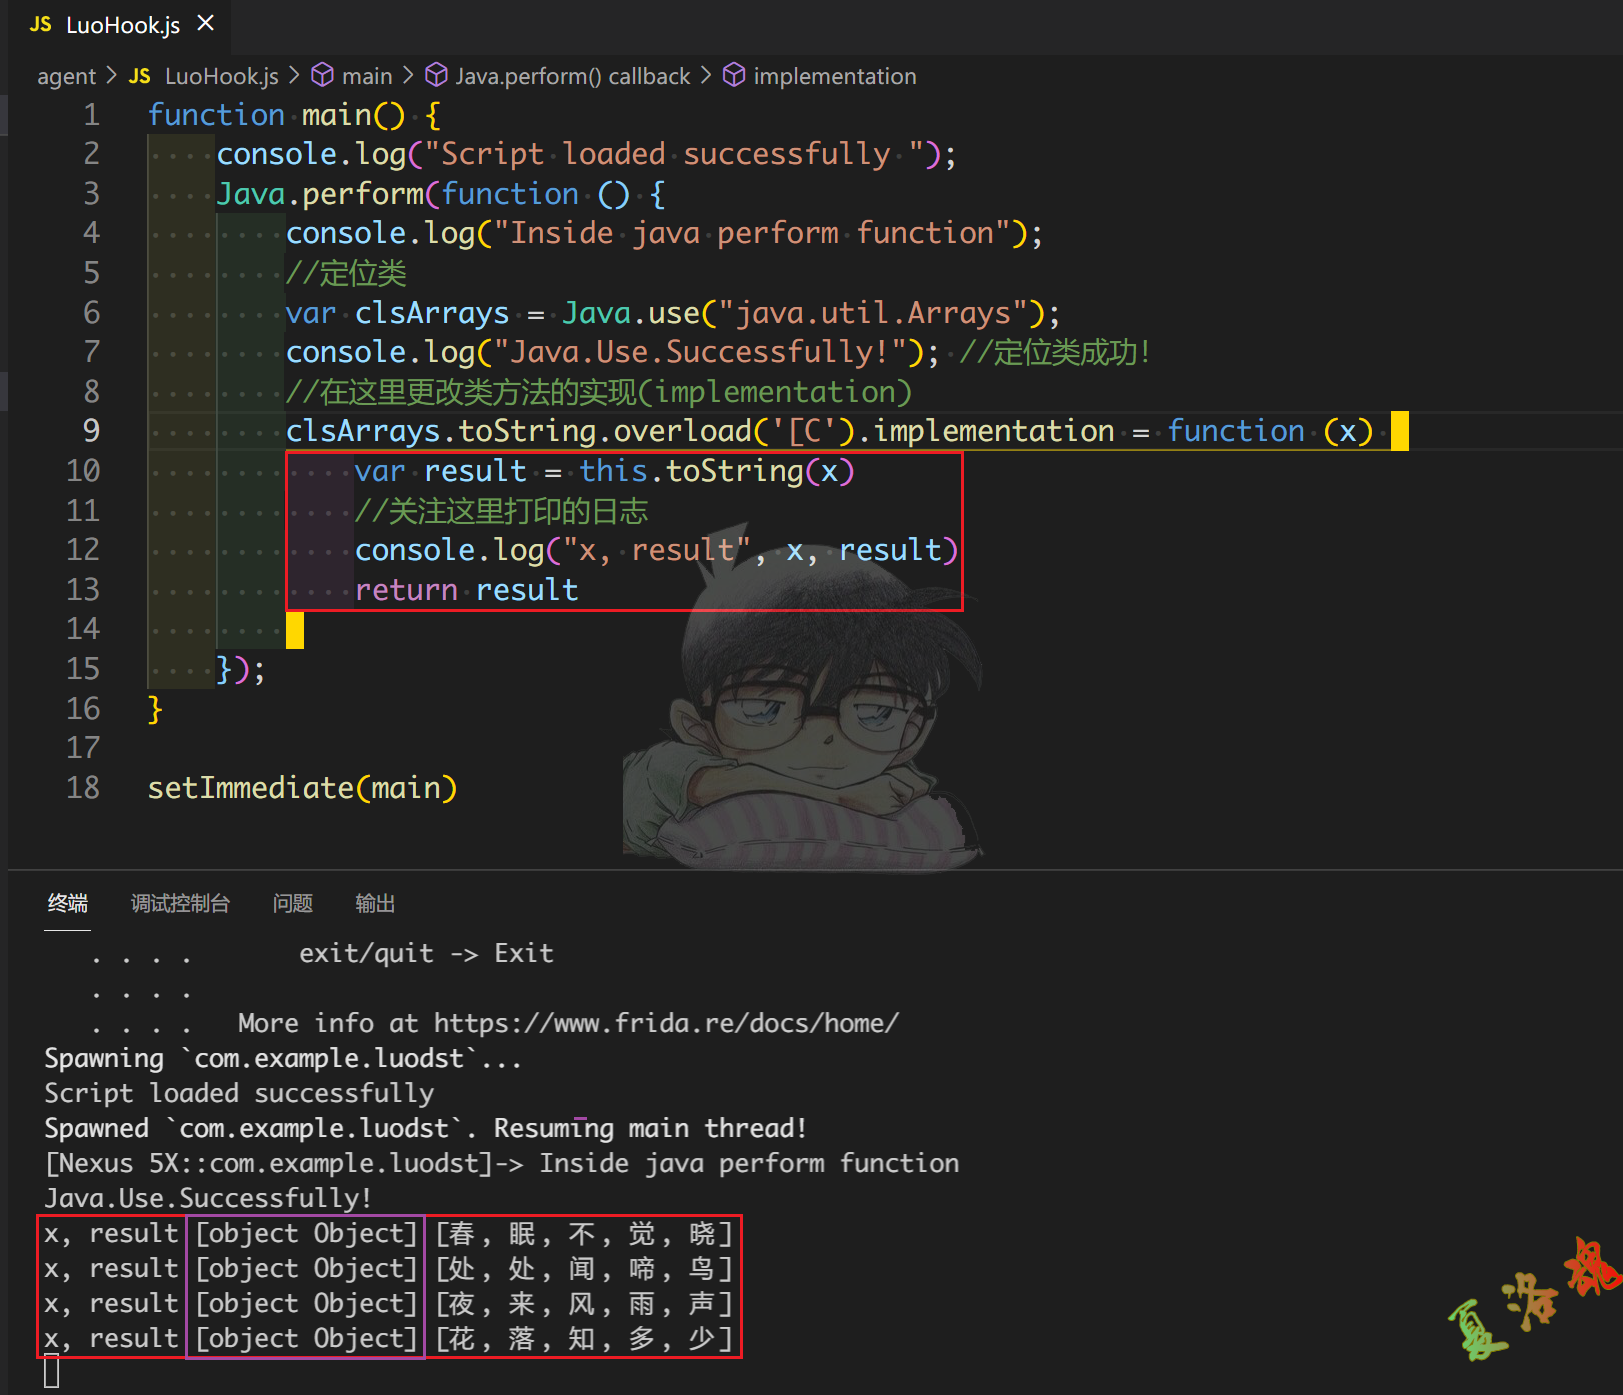 JS LuoHook.js ×
agent > JS LuoHook.js > main > Java.perform() callback > implementation
1 function main() {
2 console.log("Script loaded successfully ");
3 Java.perform(function () {
4 console.log("Inside java perform function");
5 //定位类
6 var clsArrays = Java.use("java.util.Arrays");
7 console.log("Java.Use.Successfully!"); //定位类成功!
8 //在这里更改类方法的实现(implementation)
9 clsArrays.toString.overload('[C').implementation = function (x)
10 var result = this.toString(x)
11 //关注这里打印的日志
12 console.log("x, result", x, result)
13 return result
14
15 });
16 }
17
18 setImmediate(main)
终端 调试控制台 问题 输出
. . . . exit/quit -> Exit
. . . .
. . . . More info at https://www.frida.re/docs/home/
Spawning `com.example.luodst`...
Script loaded successfully
Spawned `com.example.luodst`. Resuming main thread!
[Nexus 5X::com.example.luodst]-> Inside java perform function
Java.Use.Successfully!
x, result [object Object] [春, 眠, 不, 觉, 晓]
x, result [object Object] [处, 处, 闻, 啼, 鸟]
x, result [object Object] [夜, 来, 风, 雨, 声]
x, result [object Object] [花, 落, 知, 多, 少]
夏洛